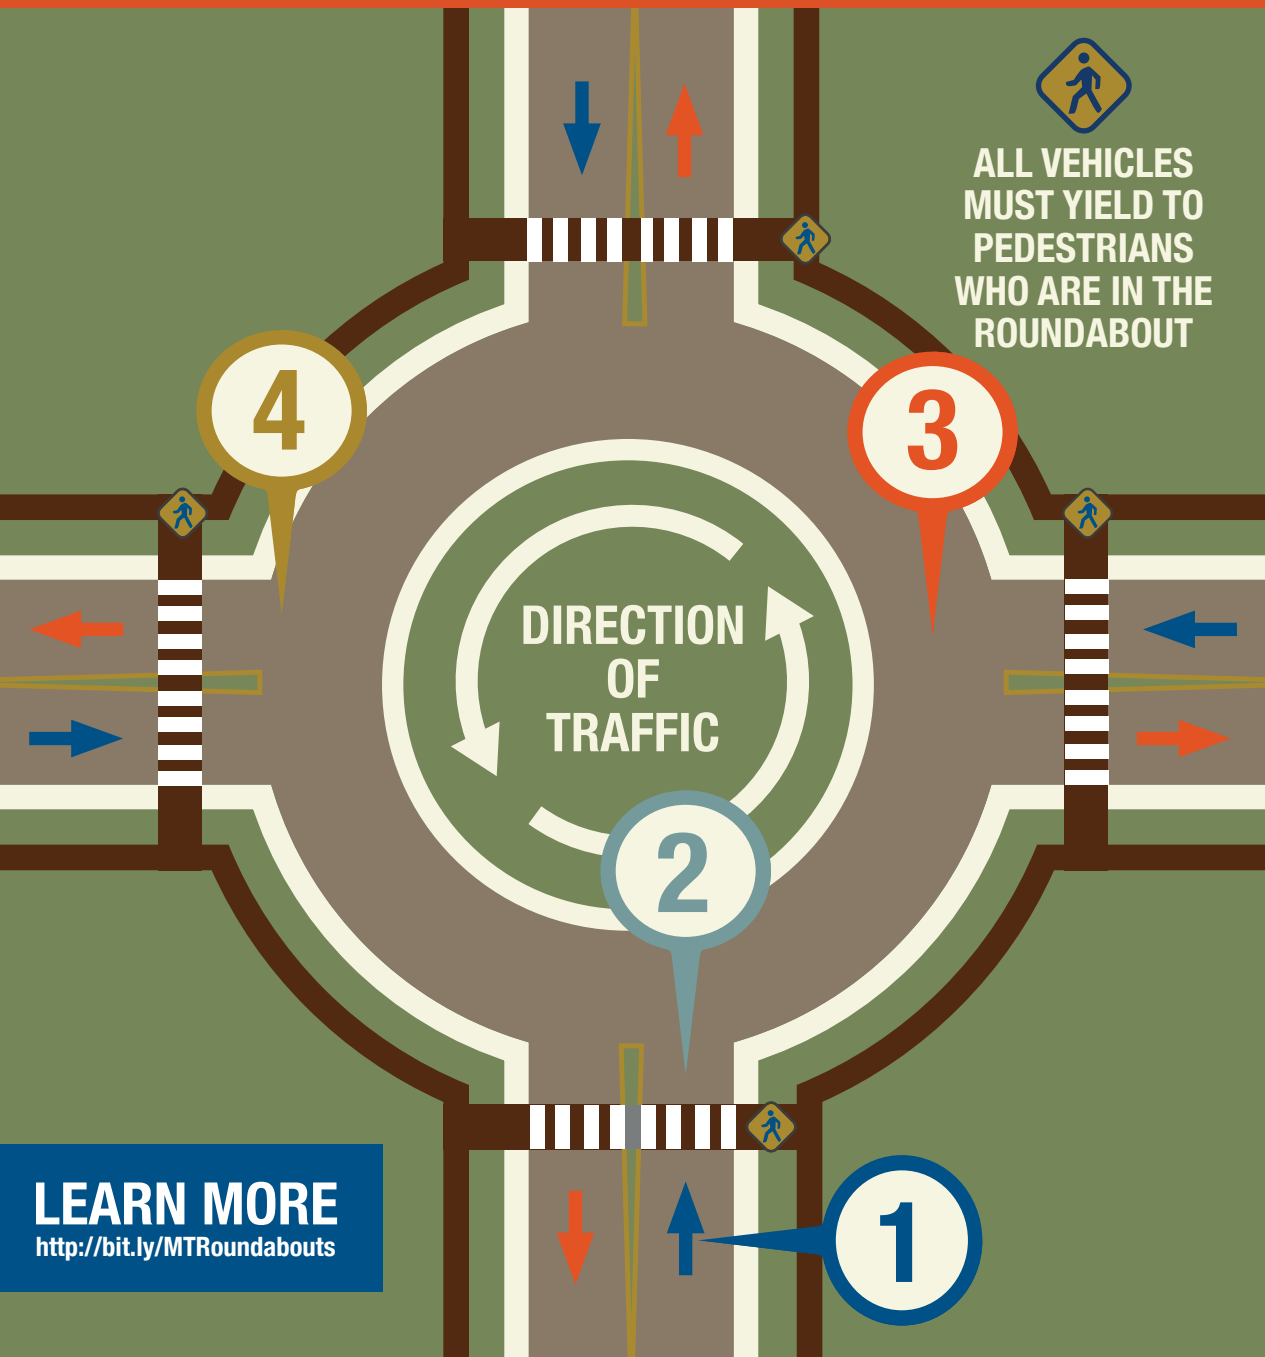 ALL VEHICLES
MUST YIELD TO
PEDESTRIANS
WHO ARE IN THE
ROUNDABOUT
4
3
DIRECTION
OF
TRAFFIC
2
1
LEARN MORE
http://bit.ly/MTRoundabouts